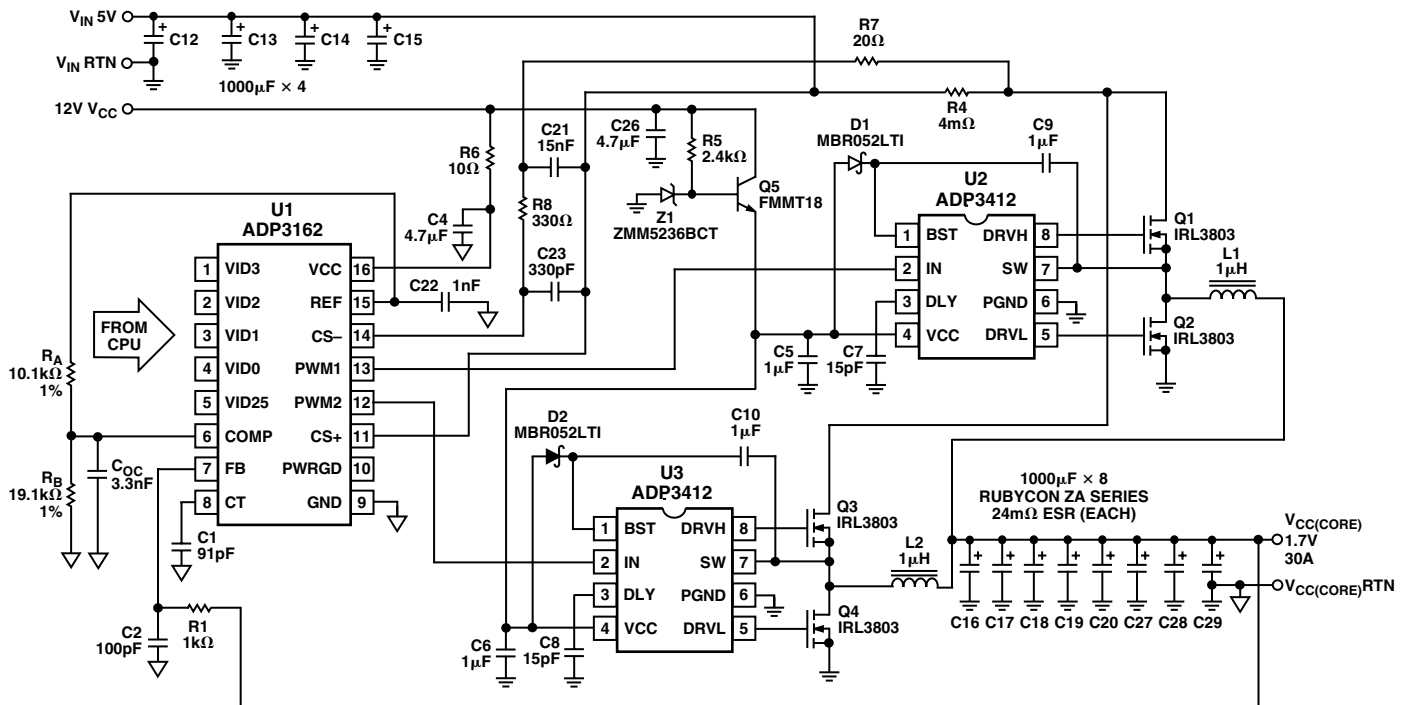 VIN 5V
C12
C13
C14
C15
VIN RTN
1000μF × 4
12V VCC
R7
20Ω
R4
4mΩ
R6
10Ω
C21
15nF
C26
4.7μF
R5
2.4kΩ
D1
MBR052LTI
C9
1μF
Q5
FMMT18
Z1
ZMM5236BCT
R8
330Ω
C4
4.7μF
C23
330pF
C22
1nF
U1
ADP3162
1 VID3
2 VID2
3 VID1
4 VID0
5 VID25
6 COMP
7 FB
8 CT
VCC 16
REF 15
CS– 14
PWM1 13
PWM2 12
CS+ 11
PWRGD 10
GND 9
FROM
CPU
RA
10.1kΩ
1%
RB
19.1kΩ
1%
COC
3.3nF
C1
91pF
C2
100pF
R1
1kΩ
U2
ADP3412
1 BST
2 IN
3 DLY
4 VCC
DRVH 8
SW 7
PGND 6
DRVL 5
Q1
IRL3803
Q2
IRL3803
L1
1μH
C5
1μF
C7
15pF
D2
MBR052LTI
C10
1μF
U3
ADP3412
1 BST
2 IN
3 DLY
4 VCC
DRVH 8
SW 7
PGND 6
DRVL 5
Q3
IRL3803
Q4
IRL3803
L2
1μH
C6
1μF
C8
15pF
1000μF × 8
RUBYCON ZA SERIES
24mΩ ESR (EACH)
VCC(CORE)
1.7V
30A
VCC(CORE)RTN
C16 C17 C18 C19 C20 C27 C28 C29